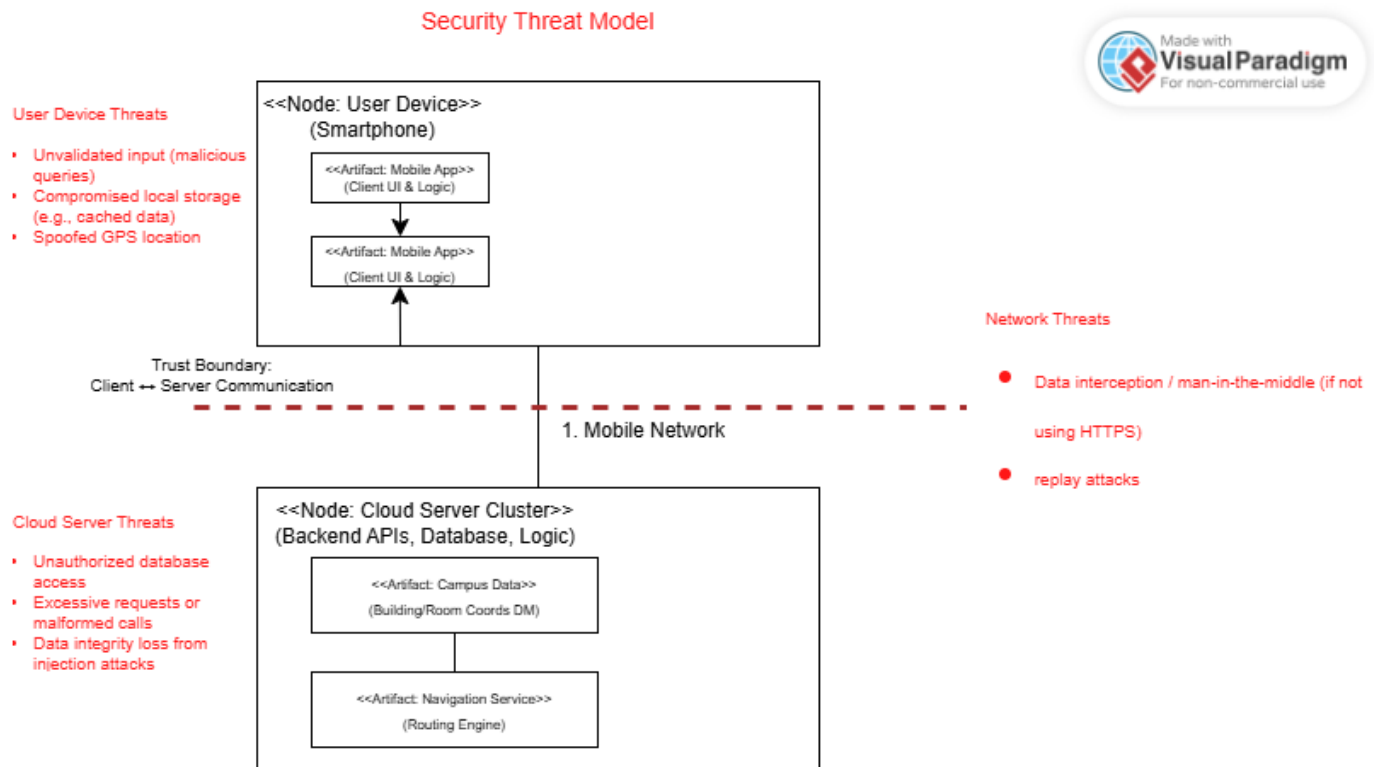 Security Threat Model
Made with
Visual Paradigm
For non-commercial use
User Device Threats
• Unvalidated input (malicious
queries)
• Compromised local storage
(e.g., cached data)
• Spoofed GPS location
<<Node: User Device>>
(Smartphone)
<<Artifact: Mobile App>>
(Client UI & Logic)
<<Artifact: Mobile App>>
(Client UI & Logic)
Trust Boundary:
Client ↔ Server Communication
1. Mobile Network
Network Threats
• Data interception / man-in-the-middle (if not
using HTTPS)
• replay attacks
Cloud Server Threats
• Unauthorized database
access
• Excessive requests or
malformed calls
• Data integrity loss from
injection attacks
<<Node: Cloud Server Cluster>>
(Backend APIs, Database, Logic)
<<Artifact: Campus Data>>
(Building/Room Coords DM)
<<Artifact: Navigation Service>>
(Routing Engine)